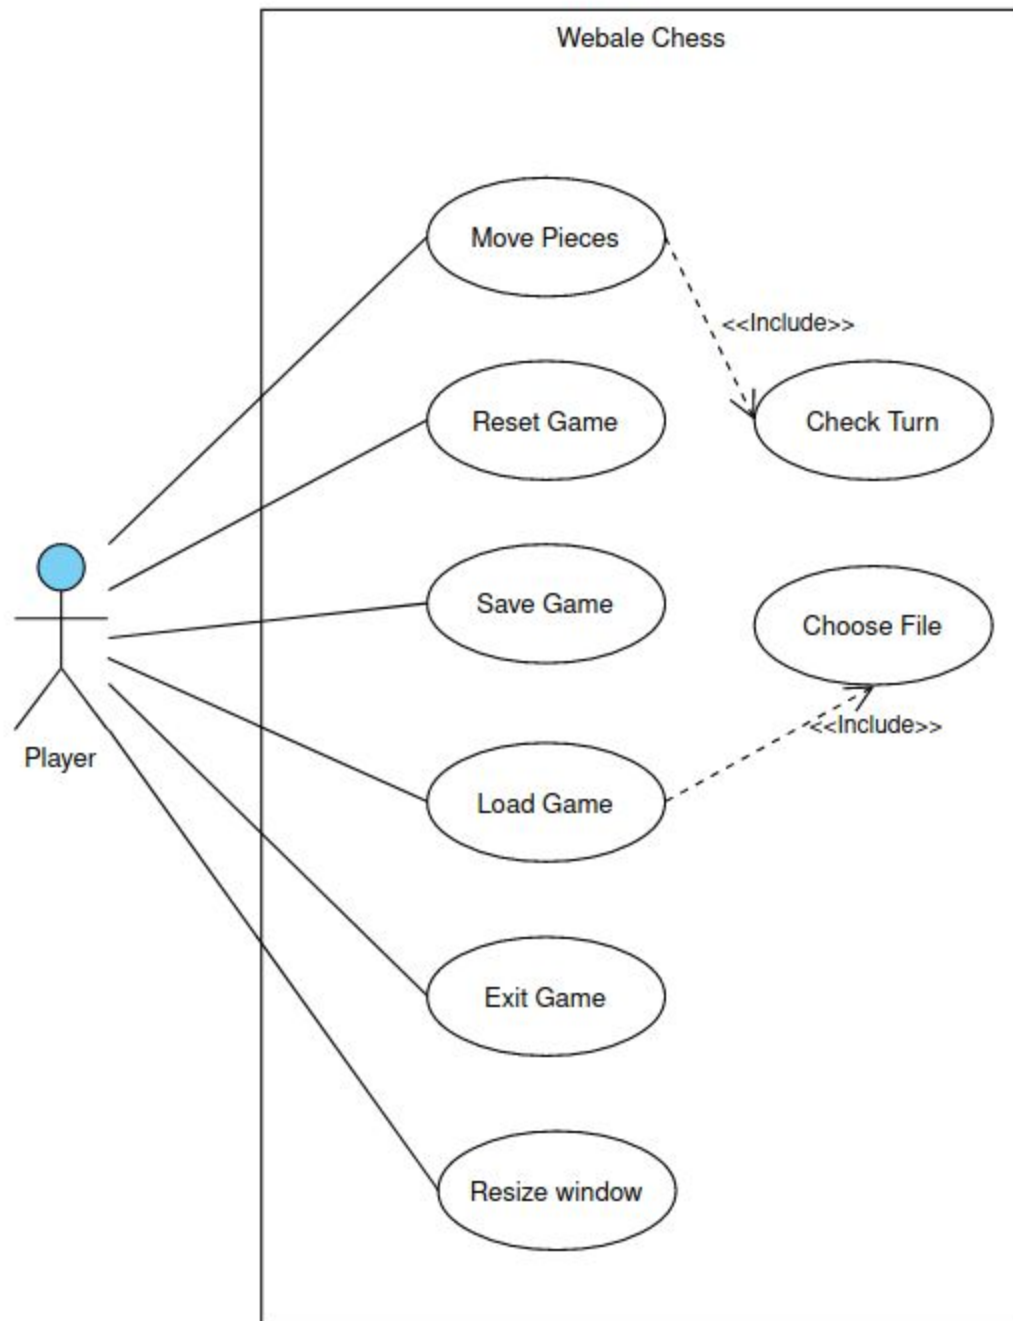 Webale Chess
Move Pieces
<<Include>>
Reset Game
Check Turn
Save Game
Choose File
<<Include>>
Player
Load Game
Exit Game
Resize window